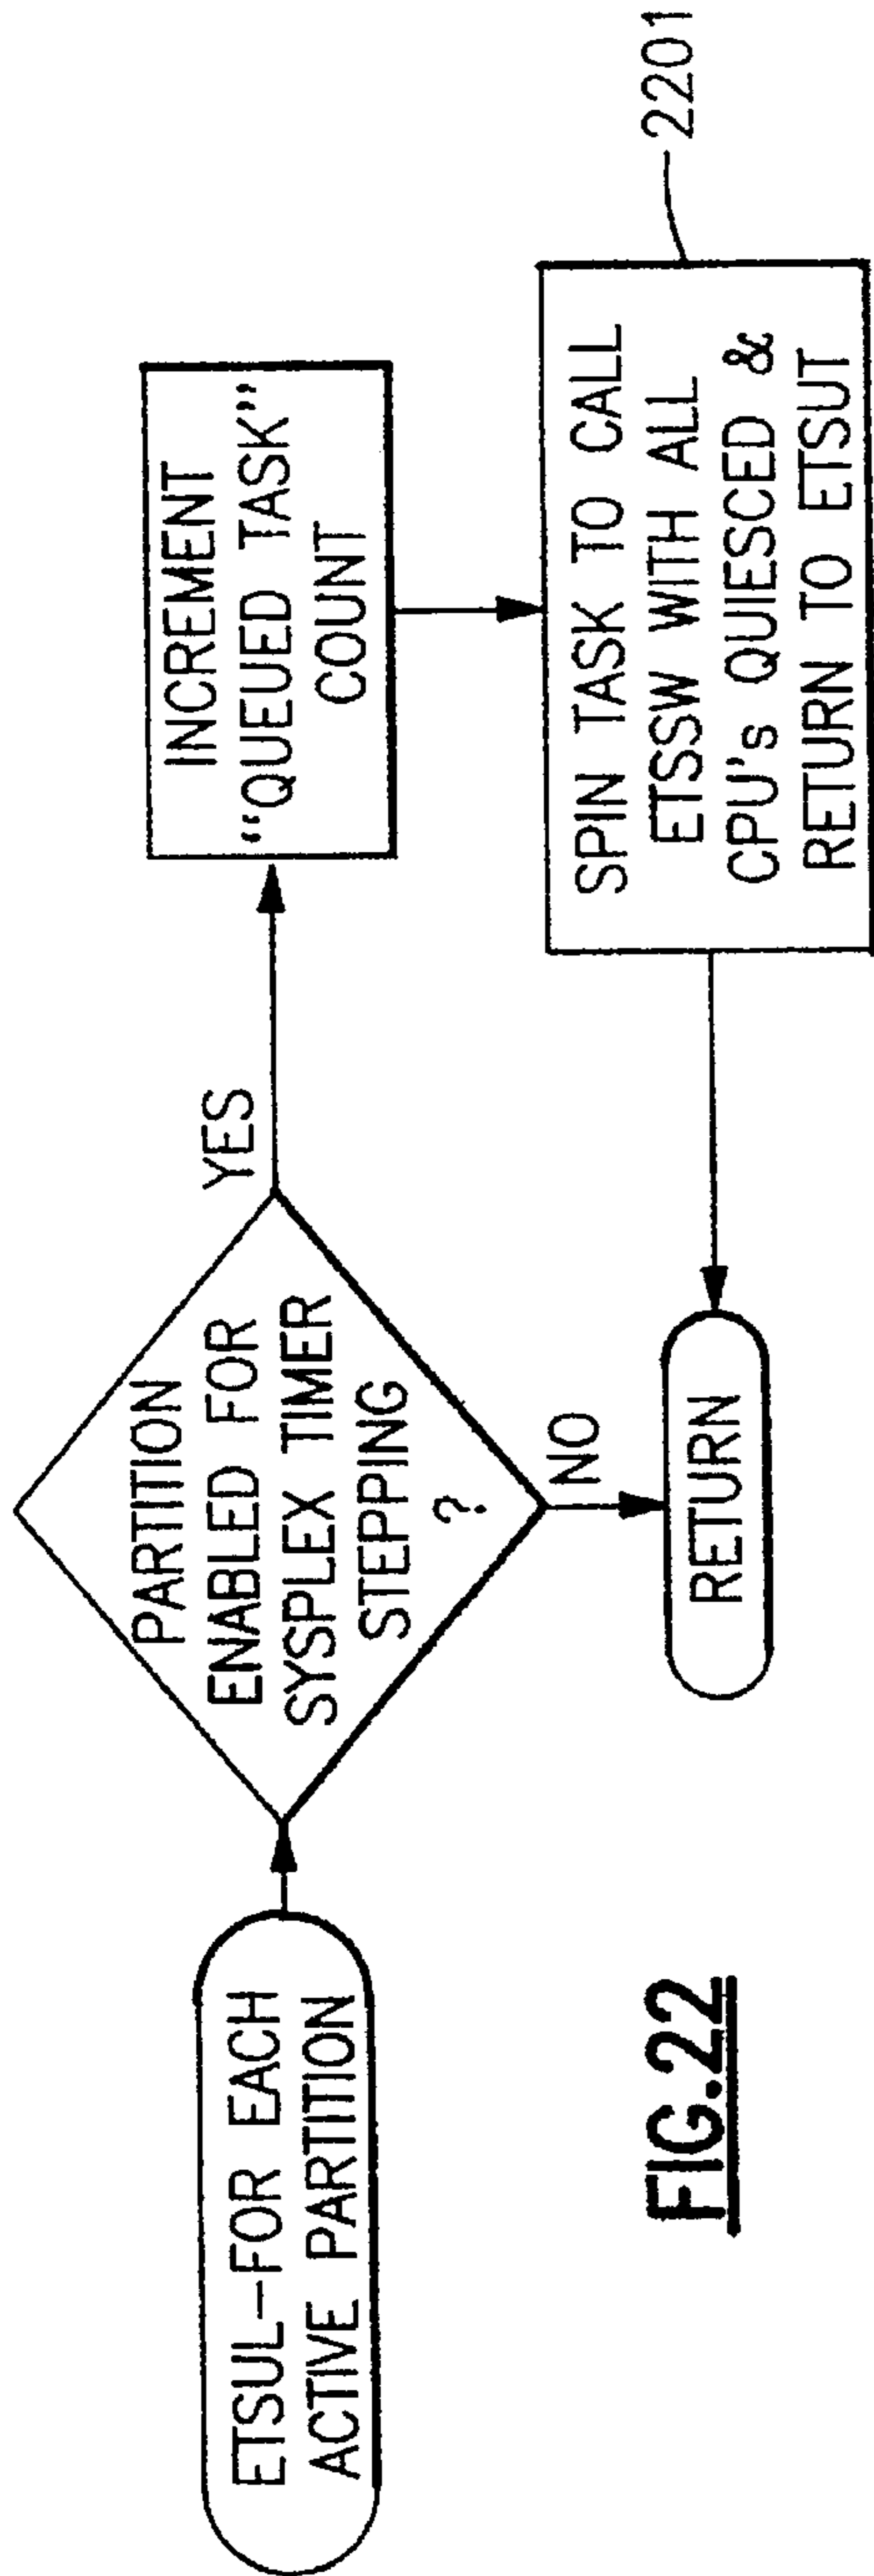 ETSUL-FOR EACH
ACTIVE PARTITION
PARTITION
ENABLED FOR
SYSPLEX TIMER
STEPPING
?
YES
NO
INCREMENT
"QUEUED TASK"
COUNT
SPIN TASK TO CALL
ETSSW WITH ALL
CPU's QUIESCED &
RETURN TO ETSUT
2201
RETURN
FIG.22